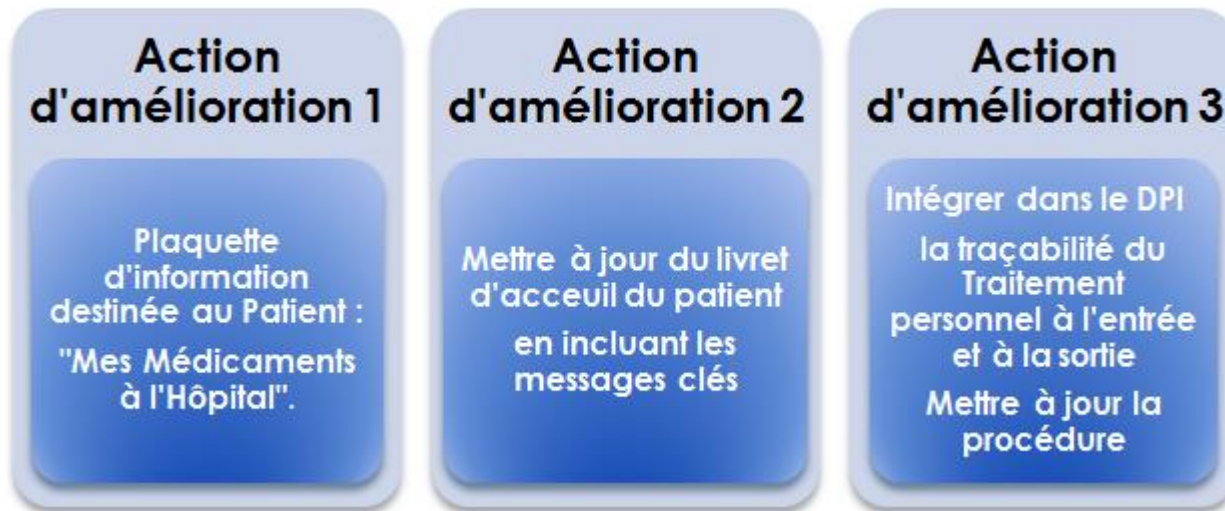 Action
d'amélioration 1
Plaquette
d'information
destinée au Patient :
"Mes Médicaments
à l'Hôpital".
Action
d'amélioration 2
Mettre à jour du livret
d'acceuil du patient
en incluant les
messages clés
Action
d'amélioration 3
Intégrer dans le DPI
la traçabilité du
Traitement
personnel à l'entrée
et à la sortie
Mettre à jour la
procédure